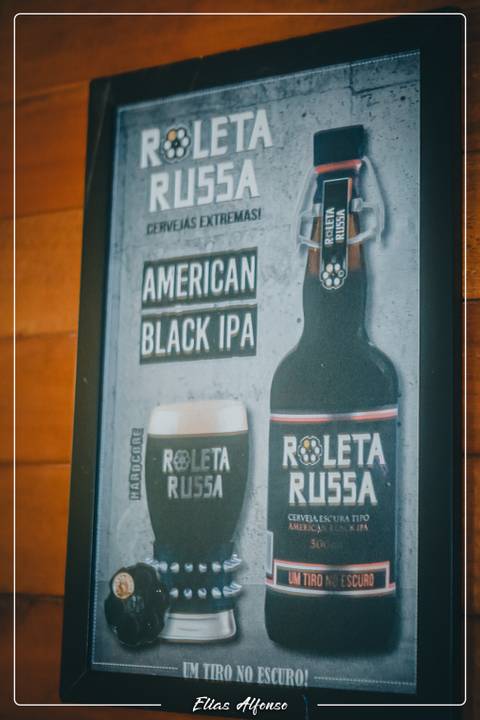 ROLETA
RUSSA
CERVEJAS EXTREMAS!
AMERICAN
BLACK IPA
ROLETA
RUSSA
HARDCORE
ROLETA
RUSSA
ROLETA
RUSSA
CERVEJA ESCURA TIPO
AMERICAN BLACK IPA
UM TIRO NO ESCURO
UM TIRO NO ESCURO!
Elias Alfonso